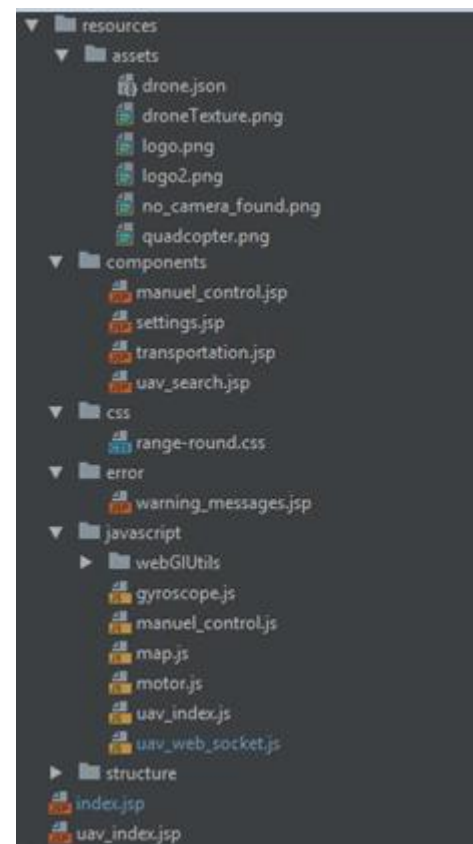 resources
assets
drone.json
droneTexture.png
logo.png
logo2.png
no_camera_found.png
quadcopter.png
components
manuel_control.jsp
settings.jsp
transportation.jsp
uav_search.jsp
css
range-round.css
error
warning_messages.jsp
javascript
webGlUtils
gyroscope.js
manuel_control.js
map.js
motor.js
uav_index.js
uav_web_socket.js
structure
index.jsp
uav_index.jsp